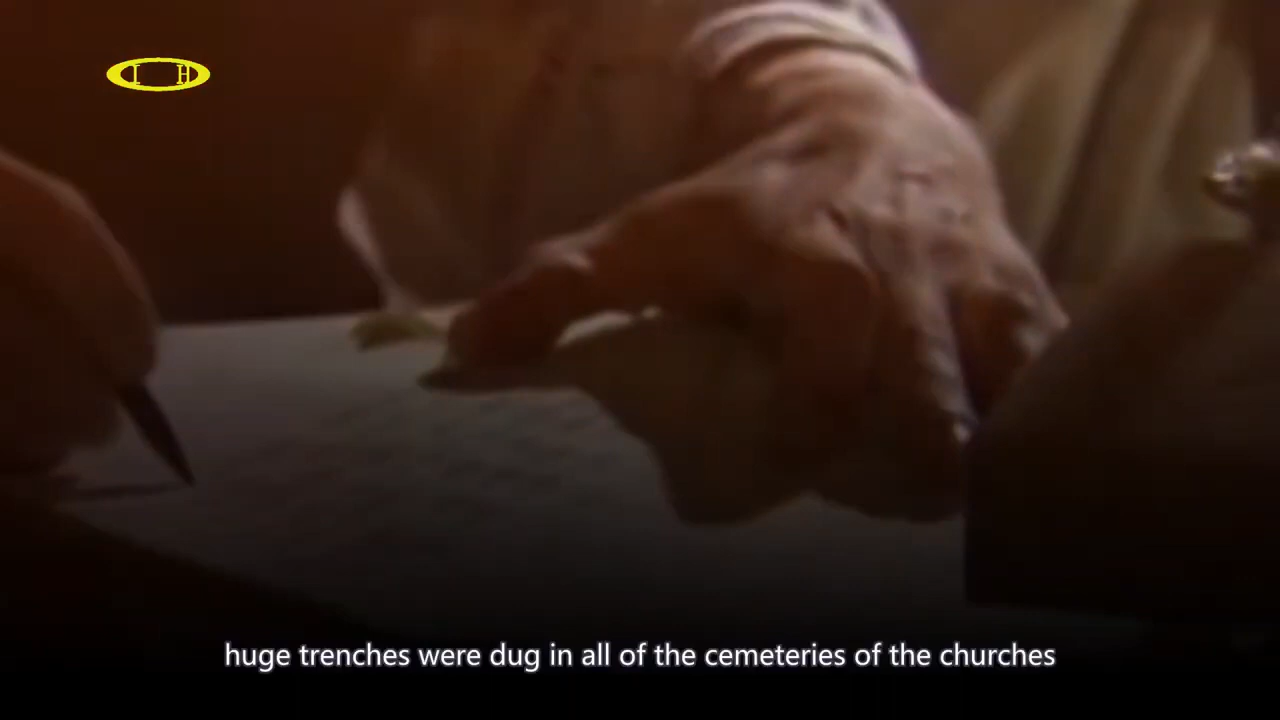 I H
huge trenches were dug in all of the cemeteries of the churches